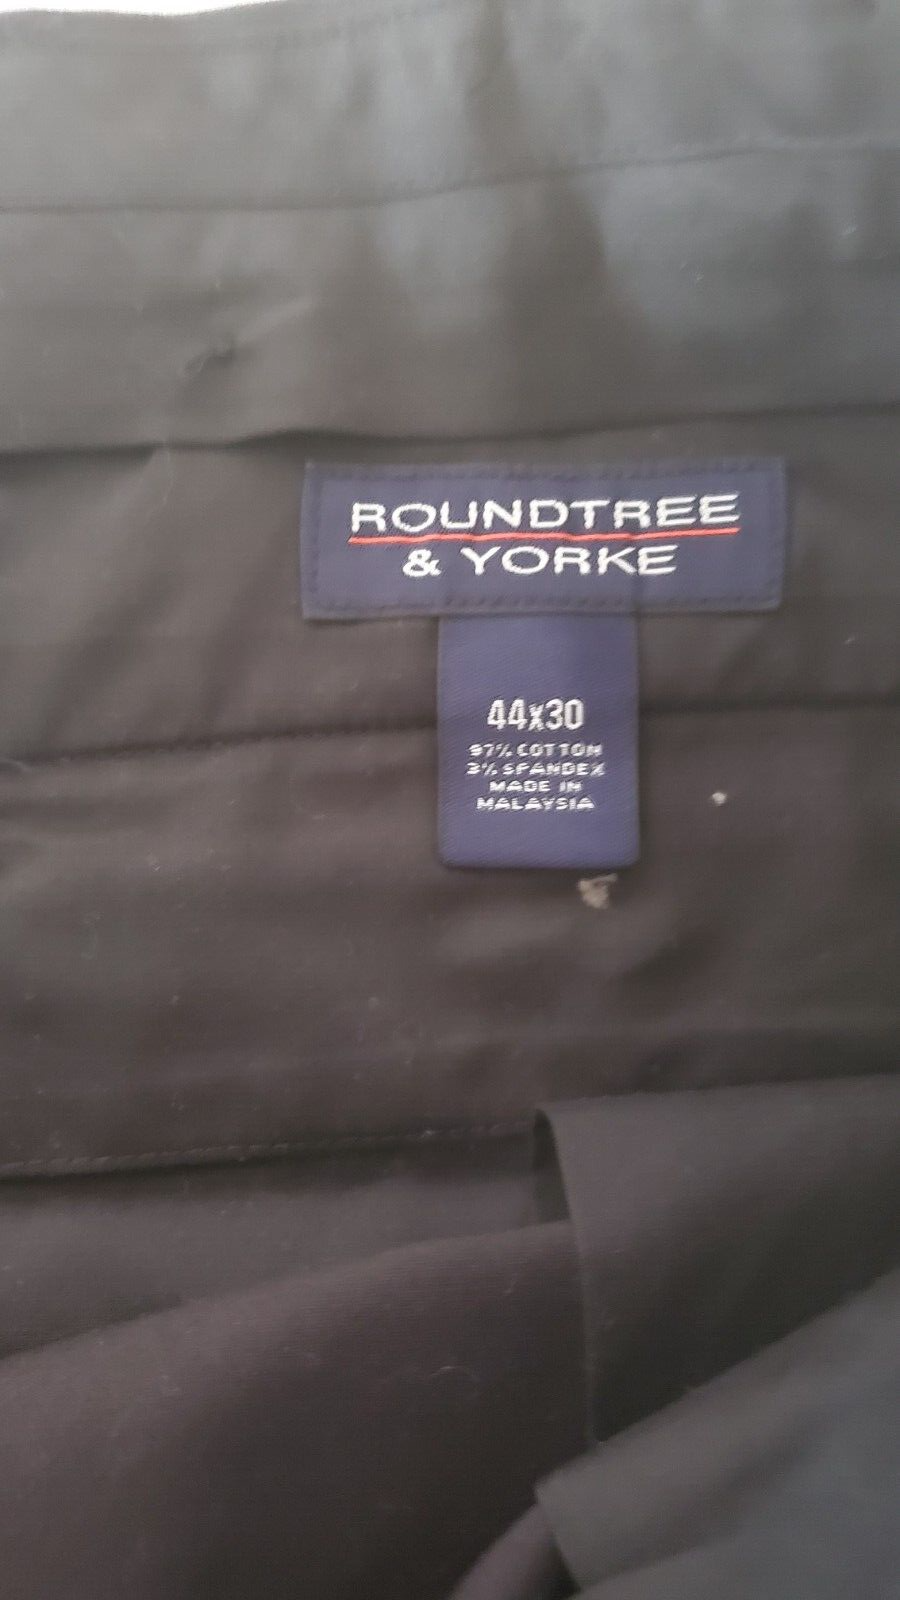 ROUNDTREE
& YORKE
44x30
97% COTTON
3% SPANDEX
MADE IN
MALAYSIA